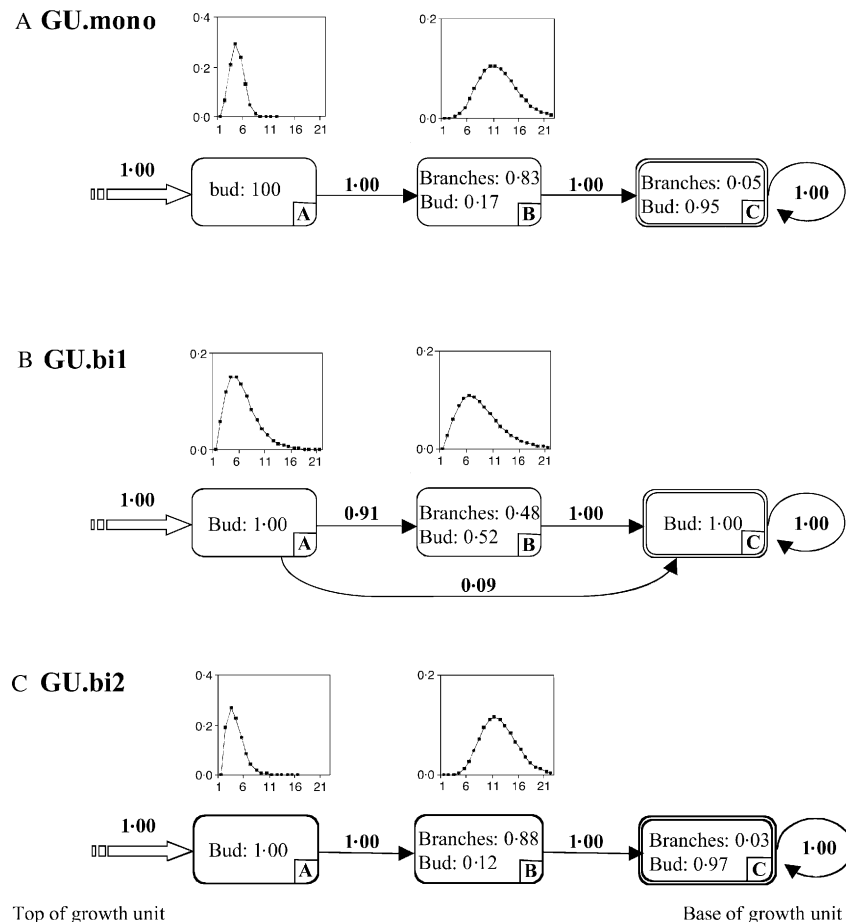 A GU.mono
0·4
0·2
0·0
1 6 11 16 21
0·2
0·1
0·0
1 6 11 16 21
1·00
bud: 100
A
1·00
Branches: 0·83
Bud: 0·17
B
1·00
Branches: 0·05
Bud: 0·95
C
1·00
B GU.bi1
0·2
0·0
1 6 11 16 21
0·2
0·1
0·0
1 6 11 16 21
1·00
Bud: 1·00
A
0·91
Branches: 0·48
Bud: 0·52
B
1·00
Bud: 1·00
C
1·00
0·09
C GU.bi2
0·4
0·2
0·0
1 6 11 16 21
0·2
0·1
0·0
1 6 11 16 21
1·00
Bud: 1·00
A
1·00
Branches: 0·88
Bud: 0·12
B
1·00
Branches: 0·03
Bud: 0·97
C
1·00
Top of growth unit
Base of growth unit